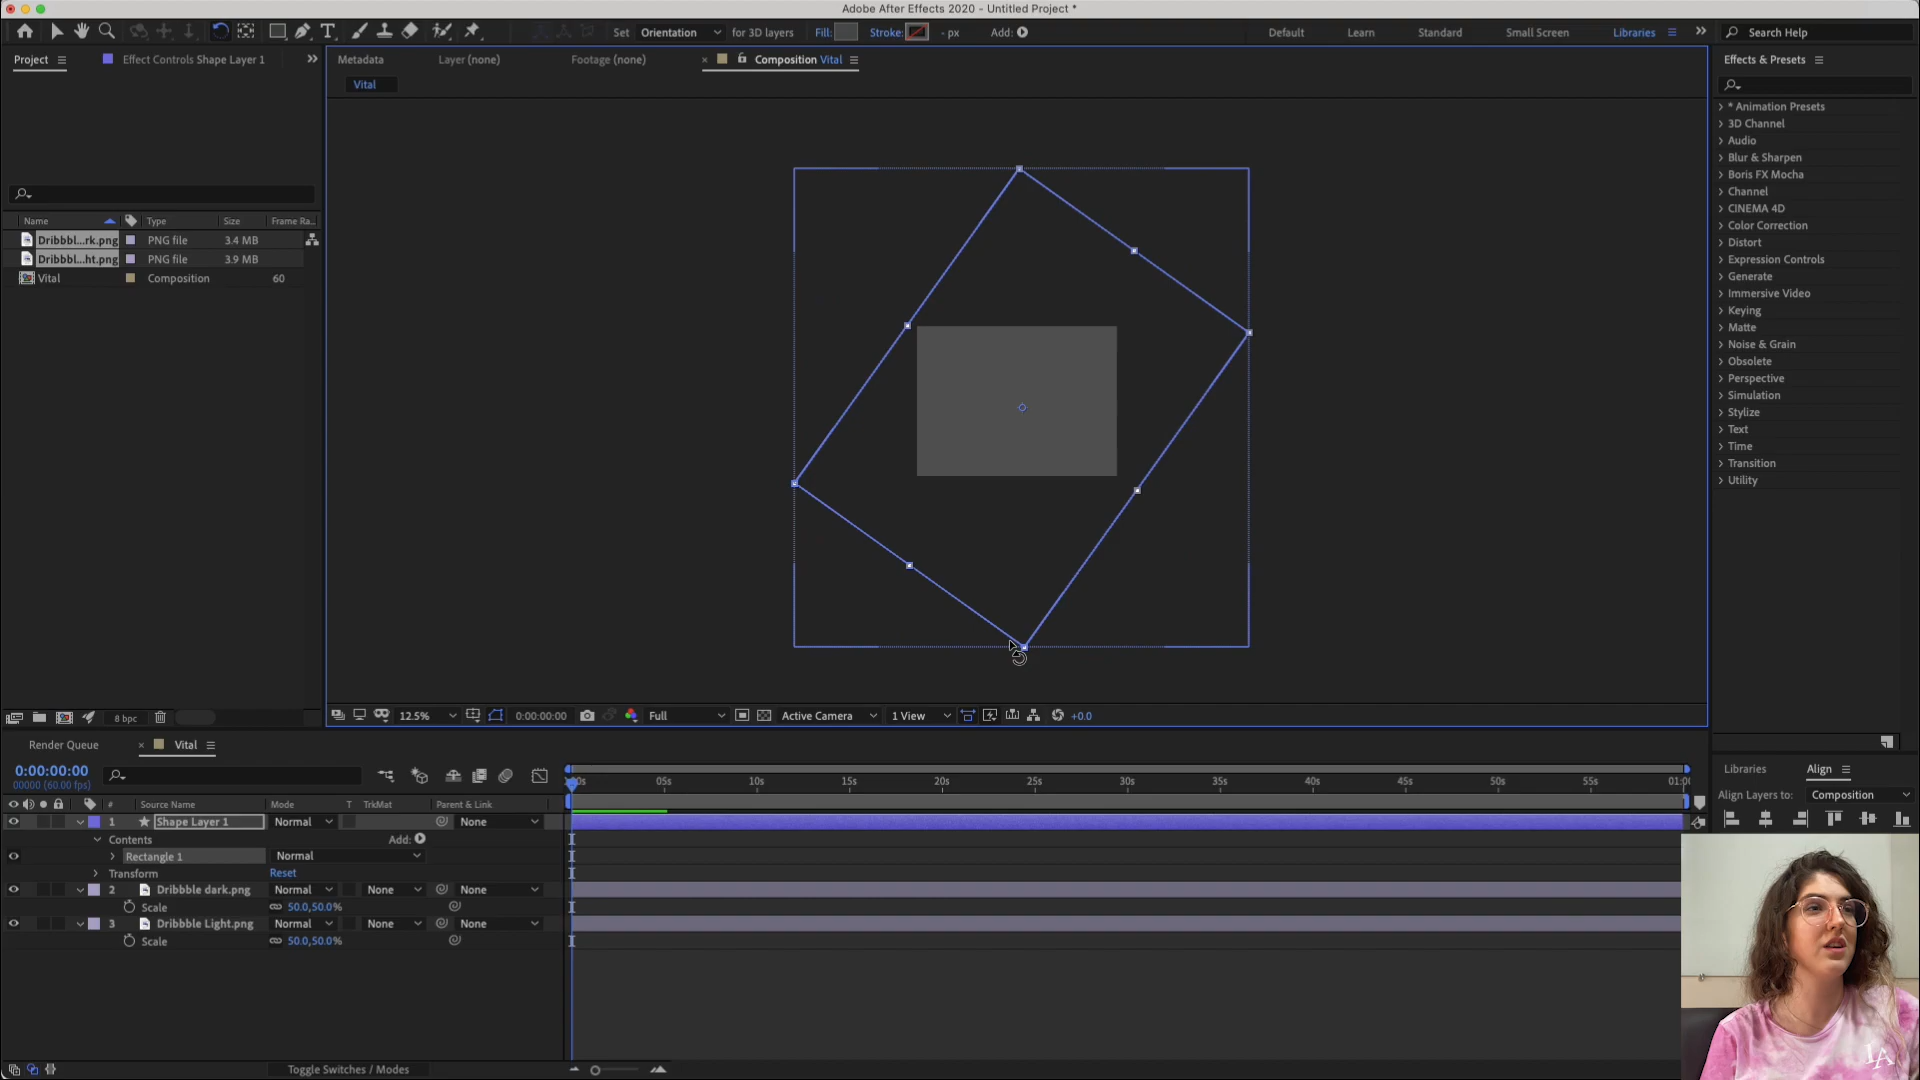 Adobe After Effects 2020 - Untitled Project *
Set Orientation for 3D layers Fill: Stroke: - px Add:
Default Learn Standard Small Screen Libraries Search Help
Project Effect Controls Shape Layer 1
Metadata Layer (none) Footage (none) Composition Vital
Vital
Effects & Presets
* Animation Presets
3D Channel
Audio
Blur & Sharpen
Boris FX Mocha
Channel
CINEMA 4D
Color Correction
Distort
Expression Controls
Generate
Immersive Video
Keying
Matte
Noise & Grain
Obsolete
Perspective
Simulation
Stylize
Text
Time
Transition
Utility
Name Type Size Frame Ra..
Dribbbl...rk.png PNG file 3.4 MB
Dribbbl...ht.png PNG file 3.9 MB
Vital Composition 60
8 bpc
12.5% 0:00:00:00 Full Active Camera 1 View +0.0
Render Queue Vital
0:00:00:00
00000 (60.00 fps)
05s 10s 15s 20s 25s 30s 35s 40s 45s 50s 55s
# Source Name Mode T TrkMat Parent & Link
1 Shape Layer 1 Normal None
Contents Add:
Rectangle 1 Normal
Transform Reset
2 Dribbble dark.png Normal None None
Scale 50.0,50.0%
3 Dribbble Light.png Normal None None
Scale 50.0,50.0%
Toggle Switches / Modes
Libraries Align
Align Layers to: Composition